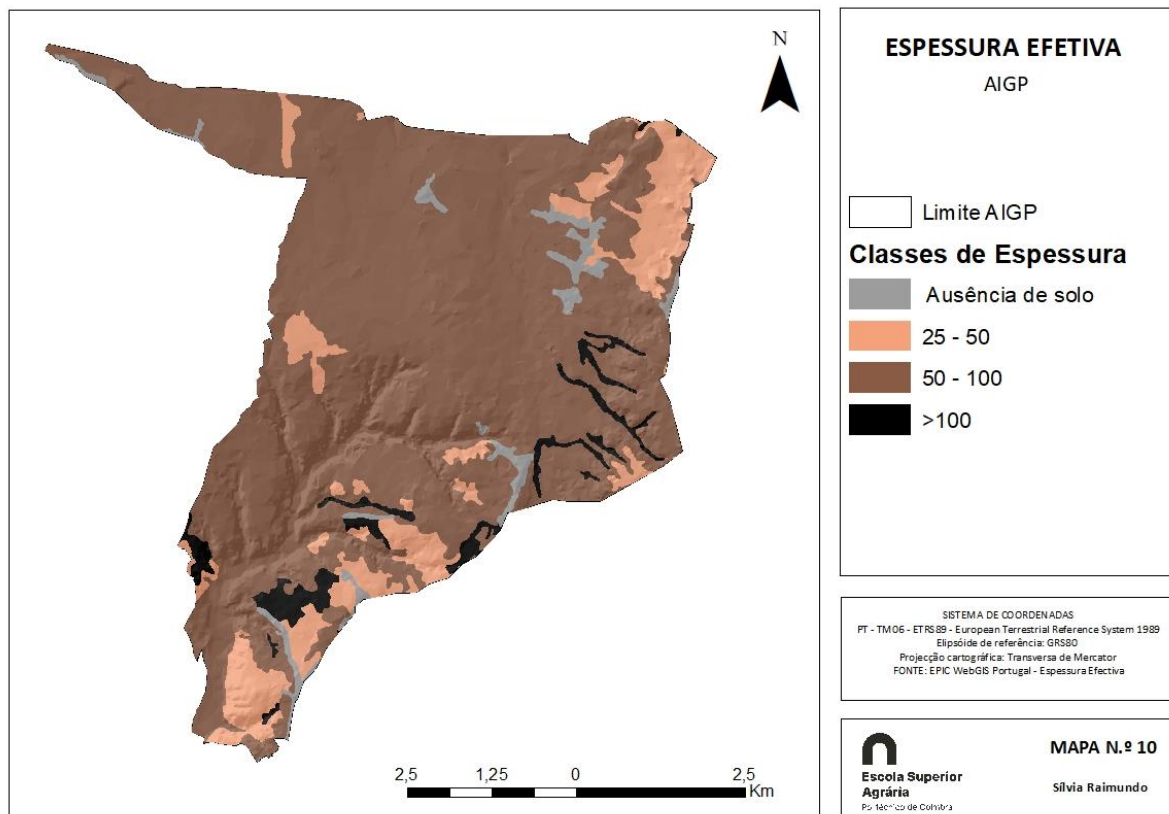 N
2,5 1,25 0 2,5
Km
ESPESSURA EFETIVA
AIGP
Limite AIGP
Classes de Espessura
Ausência de solo
25 - 50
50 - 100
>100
SISTEMA DE COORDENADAS
PT - TM06 - ETRS89 - European Terrestrial Reference System 1989
Elipsóide de referência: GRS80
Projecção cartográfica: Transversa de Mercator
FONTE: EPIC WebGIS Portugal - Espessura Efectiva
Escola Superior
Agrária
Politécnico de Coimbra
MAPA N.º 10
Sílvia Raimundo